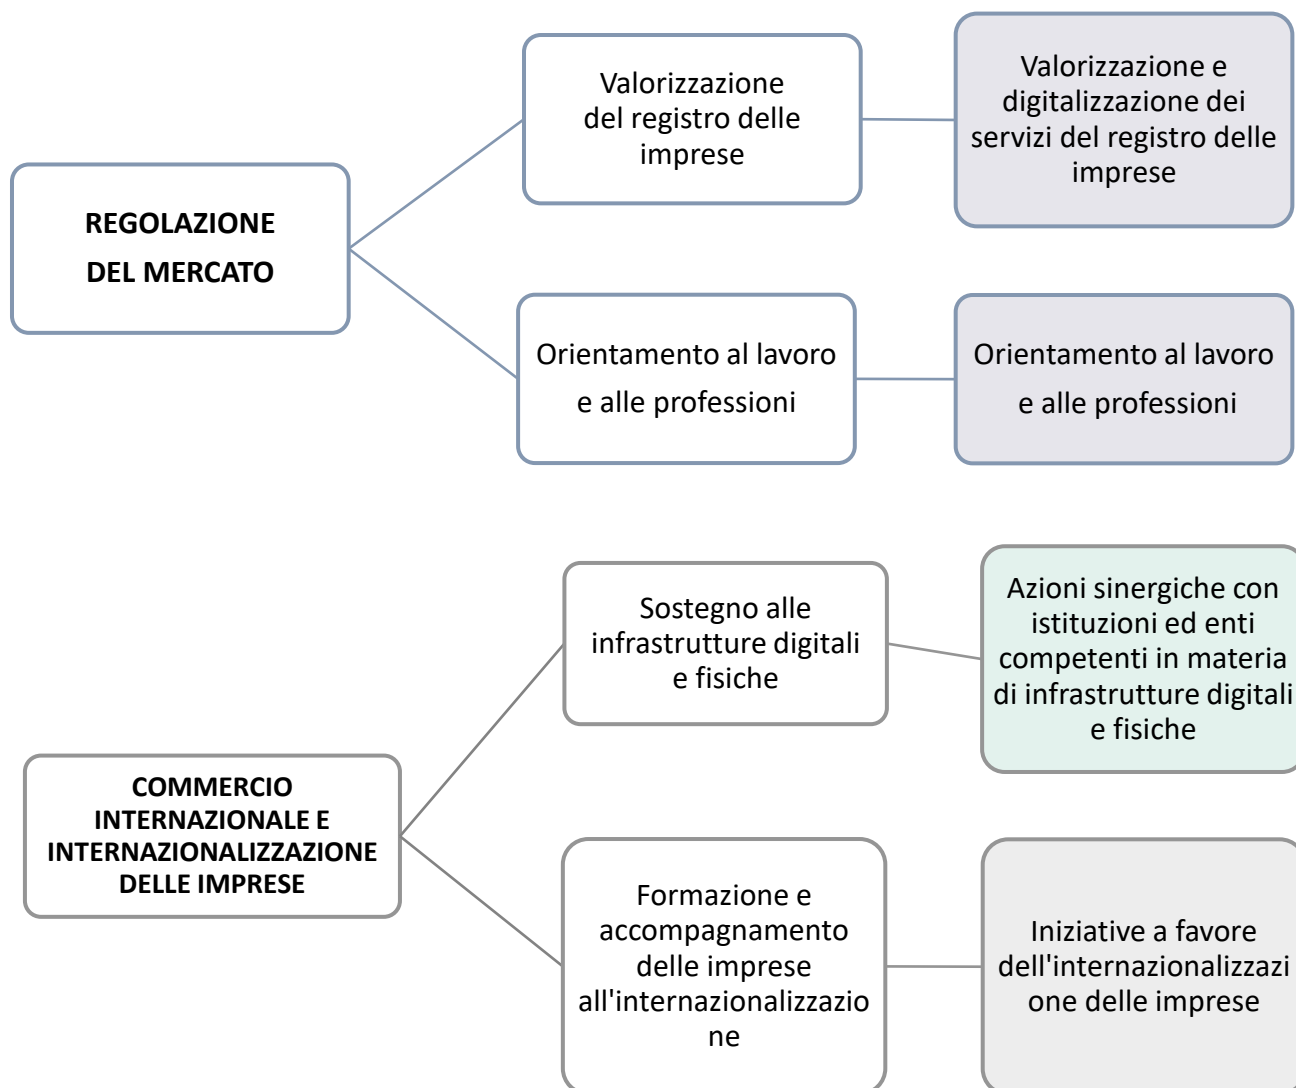 REGOLAZIONE
DEL MERCATO
Valorizzazione
del registro delle
imprese
Valorizzazione e
digitalizzazione dei
servizi del registro delle
imprese
Orientamento al lavoro
e alle professioni
Orientamento al lavoro
e alle professioni
COMMERCIO
INTERNAZIONALE E
INTERNAZIONALIZZAZIONE
DELLE IMPRESE
Sostegno alle
infrastrutture digitali
e fisiche
Azioni sinergiche con
istituzioni ed enti
competenti in materia
di infrastrutture digitali
e fisiche
Formazione e
accompagnamento
delle imprese
all'internazionalizzazio
ne
Iniziative a favore
dell'internazionalizzazi
one delle imprese